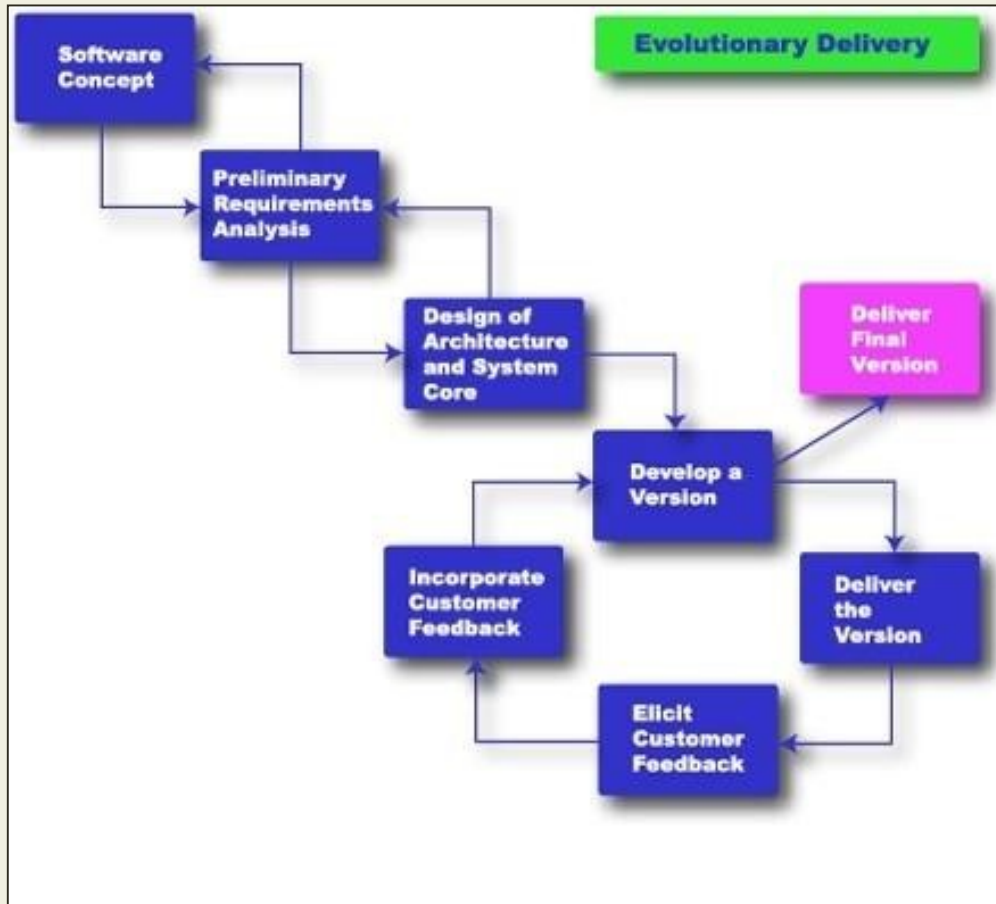 Evolutionary Delivery
Software
Concept
Preliminary
Requirements
Analysis
Design of
Architecture
and System
Core
Deliver
Final
Version
Develop a
Version
Incorporate
Customer
Feedback
Deliver
the
Version
Elicit
Customer
Feedback